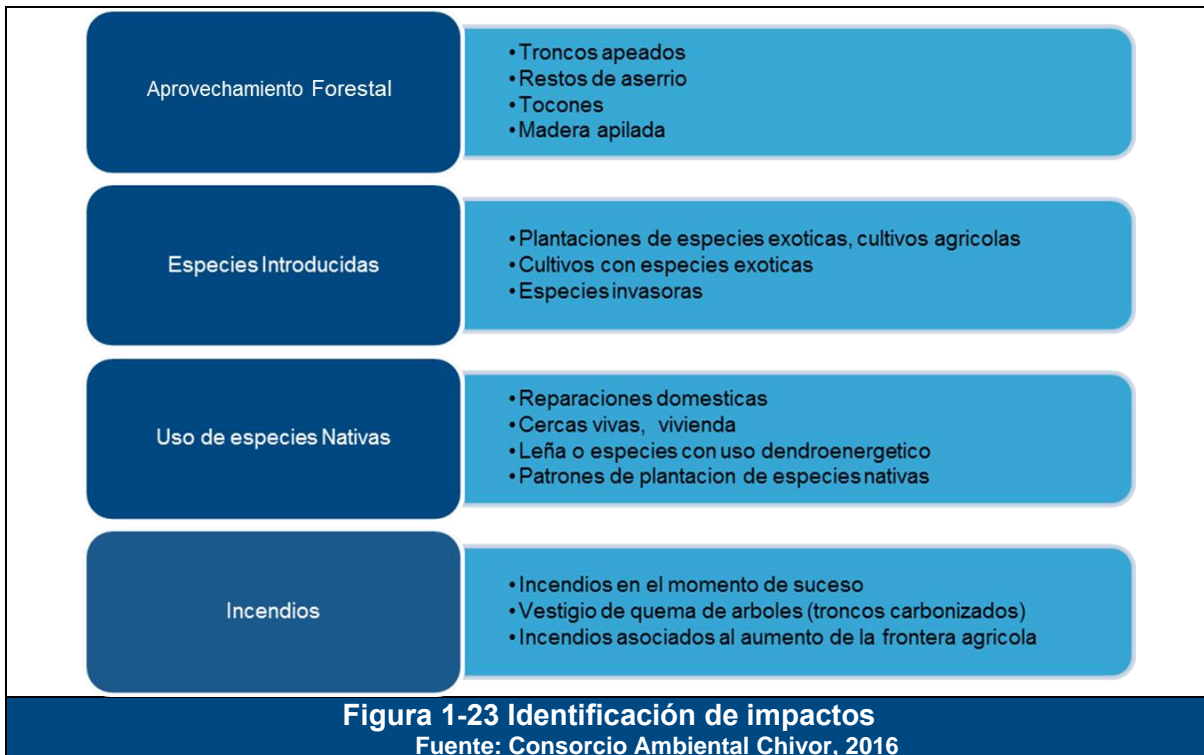 Aprovechamiento Forestal
•Troncos apeados
•Restos de aserrio
•Tocones
•Madera apilada
Especies Introducidas
•Plantaciones de especies exoticas, cultivos agricolas
•Cultivos con especies exoticas
•Especies invasoras
Uso de especies Nativas
•Reparaciones domesticas
•Cercas vivas, vivienda
•Leña o especies con uso dendroenergetico
•Patrones de plantacion de especies nativas
Incendios
•Incendios en el momento de suceso
•Vestigio de quema de arboles (troncos carbonizados)
•Incendios asociados al aumento de la frontera agricola
Figura 1-23 Identificación de impactos
Fuente: Consorcio Ambiental Chivor, 2016